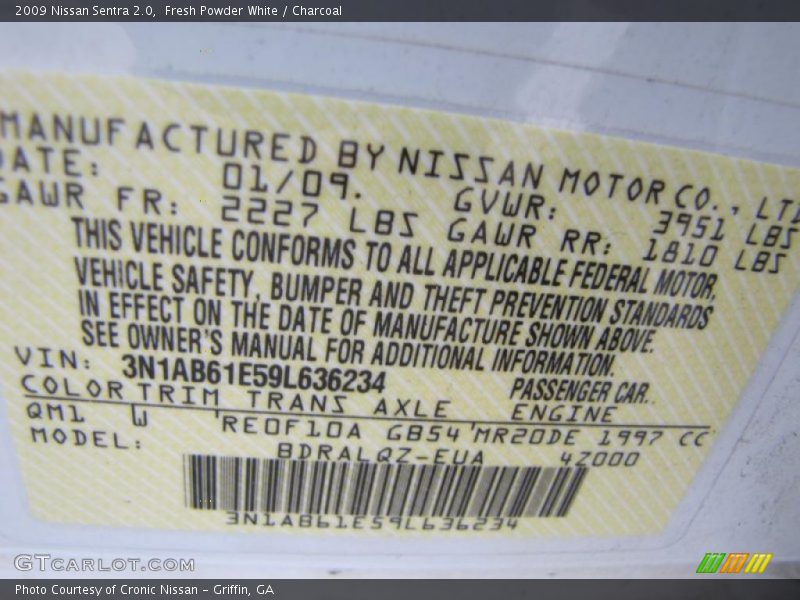 2009 Nissan Sentra 2.0,  Fresh Powder White / Charcoal
MANUFACTURED BY NISSAN MOTOR CO., LTD
DATE: 01/09. GVWR: 3951 LBS
GAWR FR: 2227 LBS GAWR RR: 1810 LBS
THIS VEHICLE CONFORMS TO ALL APPLICABLE FEDERAL MOTOR,
VEHICLE SAFETY, BUMPER AND THEFT PREVENTION STANDARDS
IN EFFECT ON THE DATE OF MANUFACTURE SHOWN ABOVE.
SEE OWNER'S MANUAL FOR ADDITIONAL INFORMATION.
VIN: 3N1AB61E59L636234 PASSENGER CAR.
COLOR TRIM TRANS AXLE ENGINE
QM1 W RE0F10A GB54 MR20DE 1997 CC
MODEL: BDRALQZ-EUA 4Z000
3N1AB61E59L636234
GTCARLOT.COM
Photo Courtesy of Cronic Nissan – Griffin, GA